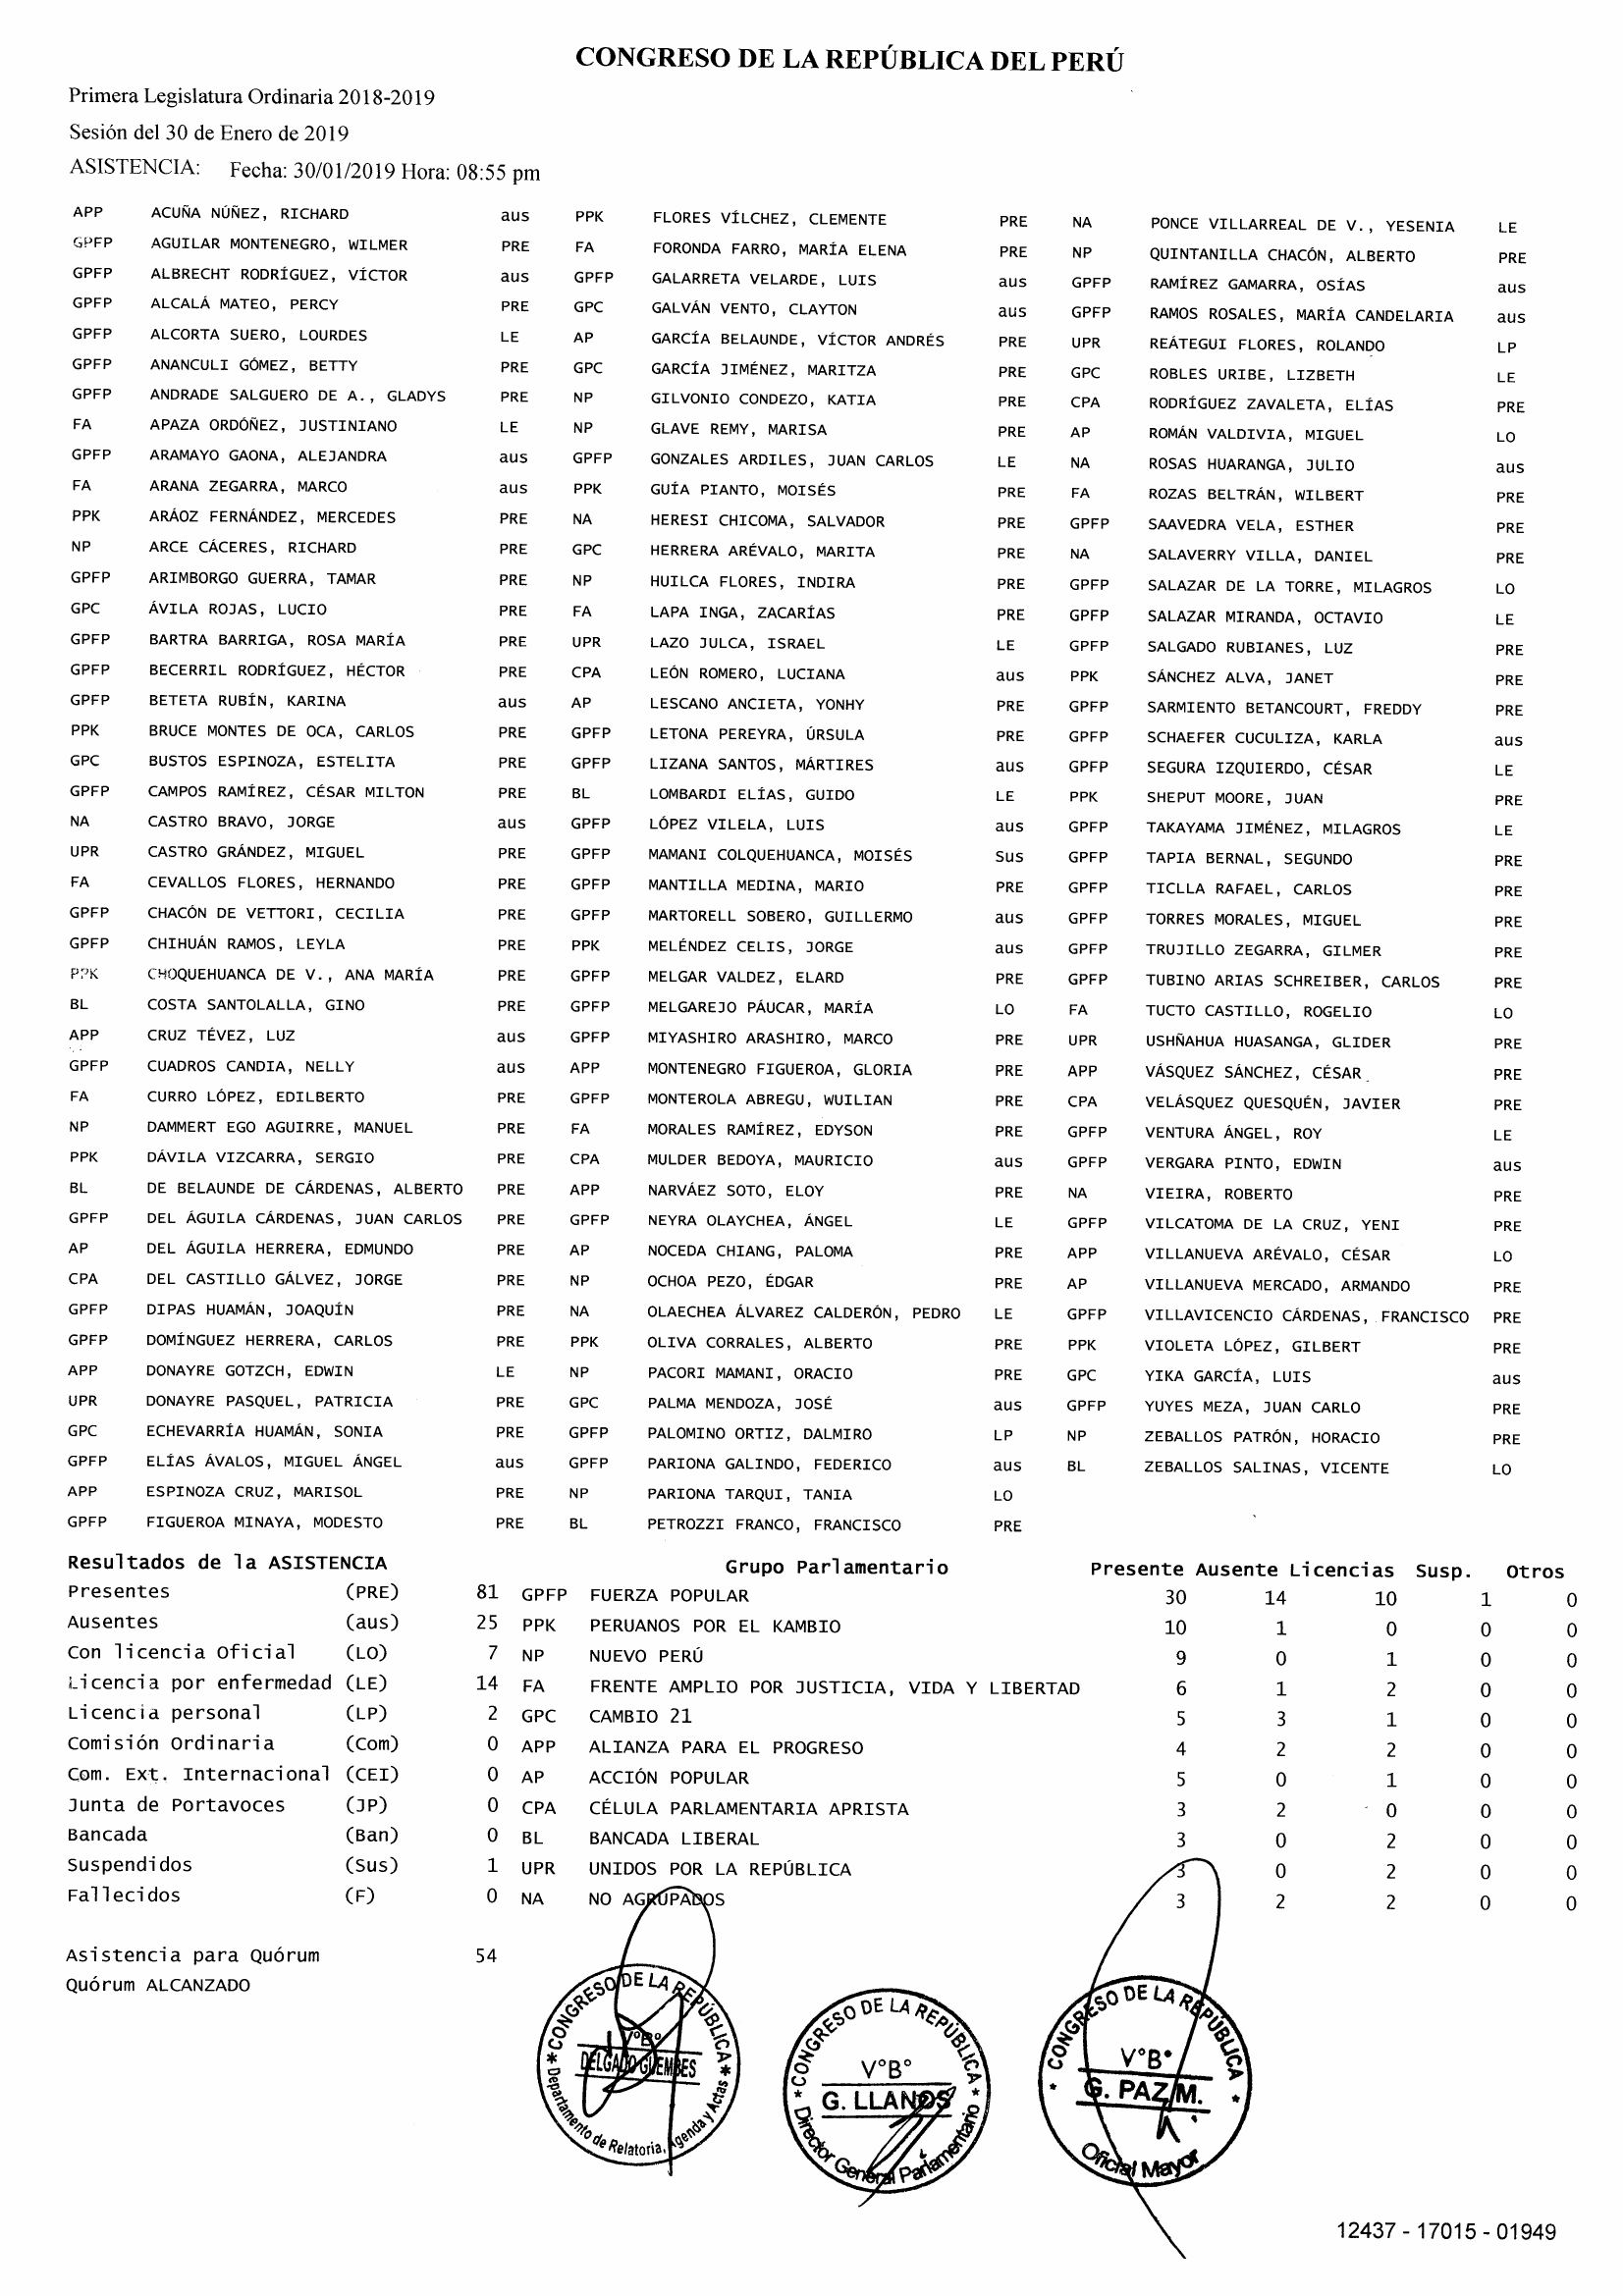 CONGRESO DE LA REPÚBLICA DEL PERÚ
Primera Legislatura Ordinaria 2018-2019
Sesión del 30 de Enero de 2019
ASISTENCIA: Fecha: 30/01/2019 Hora: 08:55 pm
APP ACUÑA NÚÑEZ, RICHARD aus PPK FLORES VÍLCHEZ, CLEMENTE PRE NA PONCE VILLARREAL DE V., YESENIA LE
GPFP AGUILAR MONTENEGRO, WILMER PRE FA FORONDA FARRO, MARÍA ELENA PRE NP QUINTANILLA CHACÓN, ALBERTO PRE
GPFP ALBRECHT RODRÍGUEZ, VÍCTOR aus GPFP GALARRETA VELARDE, LUIS aus GPFP RAMÍREZ GAMARRA, OSÍAS aus
GPFP ALCALÁ MATEO, PERCY PRE GPC GALVÁN VENTO, CLAYTON aus GPFP RAMOS ROSALES, MARÍA CANDELARIA aus
GPFP ALCORTA SUERO, LOURDES LE AP GARCÍA BELAUNDE, VÍCTOR ANDRÉS PRE UPR REÁTEGUI FLORES, ROLANDO LP
GPFP ANANCULI GÓMEZ, BETTY PRE GPC GARCÍA JIMÉNEZ, MARITZA PRE GPC ROBLES URIBE, LIZBETH LE
GPFP ANDRADE SALGUERO DE A., GLADYS PRE NP GILVONIO CONDEZO, KATIA PRE CPA RODRÍGUEZ ZAVALETA, ELÍAS PRE
FA APAZA ORDÓÑEZ, JUSTINIANO LE NP GLAVE REMY, MARISA PRE AP ROMÁN VALDIVIA, MIGUEL LO
GPFP ARAMAYO GAONA, ALEJANDRA aus GPFP GONZALES ARDILES, JUAN CARLOS LE NA ROSAS HUARANGA, JULIO aus
FA ARANA ZEGARRA, MARCO aus PPK GUÍA PIANTO, MOISÉS PRE FA ROZAS BELTRÁN, WILBERT PRE
PPK ARÁOZ FERNÁNDEZ, MERCEDES PRE NA HERESI CHICOMA, SALVADOR PRE GPFP SAAVEDRA VELA, ESTHER PRE
NP ARCE CÁCERES, RICHARD PRE GPC HERRERA ARÉVALO, MARITA PRE NA SALAVERRY VILLA, DANIEL PRE
GPFP ARIMBORGO GUERRA, TAMAR PRE NP HUILCA FLORES, INDIRA PRE GPFP SALAZAR DE LA TORRE, MILAGROS LO
GPC ÁVILA ROJAS, LUCIO PRE FA LAPA INGA, ZACARÍAS PRE GPFP SALAZAR MIRANDA, OCTAVIO LE
GPFP BARTRA BARRIGA, ROSA MARÍA PRE UPR LAZO JULCA, ISRAEL LE GPFP SALGADO RUBIANES, LUZ PRE
GPFP BECERRIL RODRÍGUEZ, HÉCTOR PRE CPA LEÓN ROMERO, LUCIANA aus PPK SÁNCHEZ ALVA, JANET PRE
GPFP BETETA RUBÍN, KARINA aus AP LESCANO ANCIETA, YONHY PRE GPFP SARMIENTO BETANCOURT, FREDDY PRE
PPK BRUCE MONTES DE OCA, CARLOS PRE GPFP LETONA PEREYRA, ÚRSULA PRE GPFP SCHAEFER CUCULIZA, KARLA aus
GPC BUSTOS ESPINOZA, ESTELITA PRE GPFP LIZANA SANTOS, MÁRTIRES aus GPFP SEGURA IZQUIERDO, CÉSAR LE
GPFP CAMPOS RAMÍREZ, CÉSAR MILTON PRE BL LOMBARDI ELÍAS, GUIDO LE PPK SHEPUT MOORE, JUAN PRE
NA CASTRO BRAVO, JORGE aus GPFP LÓPEZ VILELA, LUIS aus GPFP TAKAYAMA JIMÉNEZ, MILAGROS LE
UPR CASTRO GRÁNDEZ, MIGUEL PRE GPFP MAMANI COLQUEHUANCA, MOISÉS Sus GPFP TAPIA BERNAL, SEGUNDO PRE
FA CEVALLOS FLORES, HERNANDO PRE GPFP MANTILLA MEDINA, MARIO PRE GPFP TICLLA RAFAEL, CARLOS PRE
GPFP CHACÓN DE VETTORI, CECILIA PRE GPFP MARTORELL SOBERO, GUILLERMO aus GPFP TORRES MORALES, MIGUEL PRE
GPFP CHIHUÁN RAMOS, LEYLA PRE PPK MELÉNDEZ CELIS, JORGE aus GPFP TRUJILLO ZEGARRA, GILMER PRE
PPK CHOQUEHUANCA DE V., ANA MARÍA PRE GPFP MELGAR VALDEZ, ELARD PRE GPFP TUBINO ARIAS SCHREIBER, CARLOS PRE
BL COSTA SANTOLALLA, GINO PRE GPFP MELGAREJO PÁUCAR, MARÍA LO FA TUCTO CASTILLO, ROGELIO LO
APP CRUZ TÉVEZ, LUZ aus GPFP MIYASHIRO ARASHIRO, MARCO PRE UPR USHÑAHUA HUASANGA, GLIDER PRE
GPFP CUADROS CANDIA, NELLY aus APP MONTENEGRO FIGUEROA, GLORIA PRE APP VÁSQUEZ SÁNCHEZ, CÉSAR PRE
FA CURRO LÓPEZ, EDILBERTO PRE GPFP MONTEROLA ABREGU, WUILIAN PRE CPA VELÁSQUEZ QUESQUÉN, JAVIER PRE
NP DAMMERT EGO AGUIRRE, MANUEL PRE FA MORALES RAMÍREZ, EDYSON PRE GPFP VENTURA ÁNGEL, ROY LE
PPK DÁVILA VIZCARRA, SERGIO PRE CPA MULDER BEDOYA, MAURICIO aus GPFP VERGARA PINTO, EDWIN aus
BL DE BELAUNDE DE CÁRDENAS, ALBERTO PRE APP NARVÁEZ SOTO, ELOY PRE NA VIEIRA, ROBERTO PRE
GPFP DEL ÁGUILA CÁRDENAS, JUAN CARLOS PRE GPFP NEYRA OLAYCHEA, ÁNGEL LE GPFP VILCATOMA DE LA CRUZ, YENI PRE
AP DEL ÁGUILA HERRERA, EDMUNDO PRE AP NOCEDA CHIANG, PALOMA PRE APP VILLANUEVA ARÉVALO, CÉSAR LO
CPA DEL CASTILLO GÁLVEZ, JORGE PRE NP OCHOA PEZO, ÉDGAR PRE AP VILLANUEVA MERCADO, ARMANDO PRE
GPFP DIPAS HUAMÁN, JOAQUÍN PRE NA OLAECHEA ÁLVAREZ CALDERÓN, PEDRO LE GPFP VILLAVICENCIO CÁRDENAS, FRANCISCO PRE
GPFP DOMÍNGUEZ HERRERA, CARLOS PRE PPK OLIVA CORRALES, ALBERTO PRE PPK VIOLETA LÓPEZ, GILBERT PRE
APP DONAYRE GOTZCH, EDWIN LE NP PACORI MAMANI, ORACIO PRE GPC YIKA GARCÍA, LUIS aus
UPR DONAYRE PASQUEL, PATRICIA PRE GPC PALMA MENDOZA, JOSÉ aus GPFP YUYES MEZA, JUAN CARLO PRE
GPC ECHEVARRÍA HUAMÁN, SONIA PRE GPFP PALOMINO ORTIZ, DALMIRO LP NP ZEBALLOS PATRÓN, HORACIO PRE
GPFP ELÍAS ÁVALOS, MIGUEL ÁNGEL aus GPFP PARIONA GALINDO, FEDERICO aus BL ZEBALLOS SALINAS, VICENTE LO
APP ESPINOZA CRUZ, MARISOL PRE NP PARIONA TARQUI, TANIA LO
GPFP FIGUEROA MINAYA, MODESTO PRE BL PETROZZI FRANCO, FRANCISCO PRE
Resultados de la ASISTENCIA Grupo Parlamentario Presente Ausente Licencias Susp. Otros
Presentes (PRE) 81 GPFP FUERZA POPULAR 30 14 10 1 0
Ausentes (aus) 25 PPK PERUANOS POR EL KAMBIO 10 1 0 0 0
Con licencia Oficial (LO) 7 NP NUEVO PERÚ 9 0 1 0 0
Licencia por enfermedad (LE) 14 FA FRENTE AMPLIO POR JUSTICIA, VIDA Y LIBERTAD 6 1 2 0 0
Licencia personal (LP) 2 GPC CAMBIO 21 5 3 1 0 0
Comisión Ordinaria (Com) 0 APP ALIANZA PARA EL PROGRESO 4 2 2 0 0
Com. Ext. Internacional (CEI) 0 AP ACCIÓN POPULAR 5 0 1 0 0
Junta de Portavoces (JP) 0 CPA CÉLULA PARLAMENTARIA APRISTA 3 2 0 0 0
Bancada (Ban) 0 BL BANCADA LIBERAL 3 0 2 0 0
Suspendidos (Sus) 1 UPR UNIDOS POR LA REPÚBLICA 3 0 2 0 0
Fallecidos (F) 0 NA NO AGRUPADOS 3 2 2 0 0
Asistencia para Quórum 54
Quórum ALCANZADO
CONGRESO DE LA REPÚBLICA
V°B°
DELGADO GUEMBES
Departamento de Relatoria, Agenda y Actas
CONGRESO DE LA REPÚBLICA
V°B°
G. LLANOS
Director General Parlamentario
CONGRESO DE LA REPÚBLICA
V°B°
G. PAZ M.
Oficial Mayor
12437 - 17015 - 01949